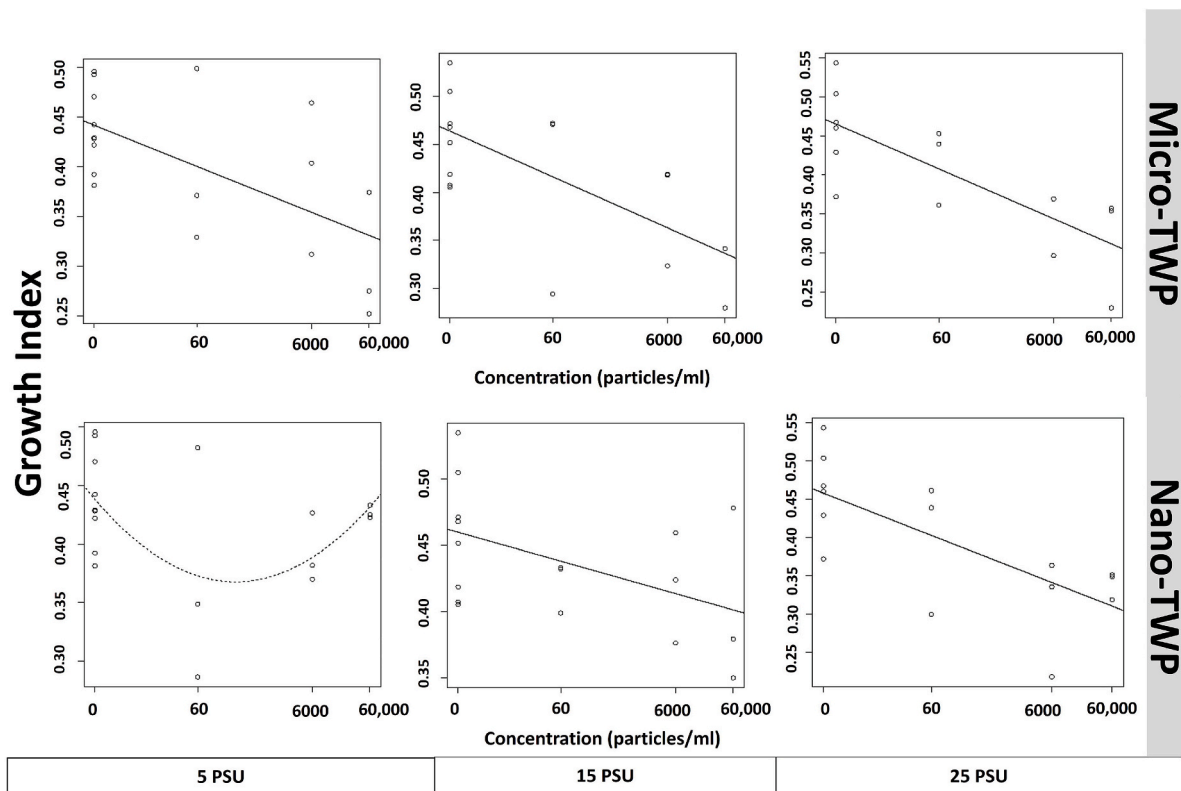 Growth Index
0.25 0.30 0.35 0.40 0.45 0.50
0 60 6000 60,000
0.30 0.35 0.40 0.45 0.50
0 60 6000 60,000
0.25 0.30 0.35 0.40 0.45 0.50 0.55
0 60 6000 60,000
Micro-TWP
Concentration (particles/ml)
0.30 0.35 0.40 0.45 0.50
0 60 6000 60,000
0.35 0.40 0.45 0.50
0 60 6000 60,000
0.25 0.30 0.35 0.40 0.45 0.50 0.55
0 60 6000 60,000
Nano-TWP
Concentration (particles/ml)
5 PSU 15 PSU 25 PSU